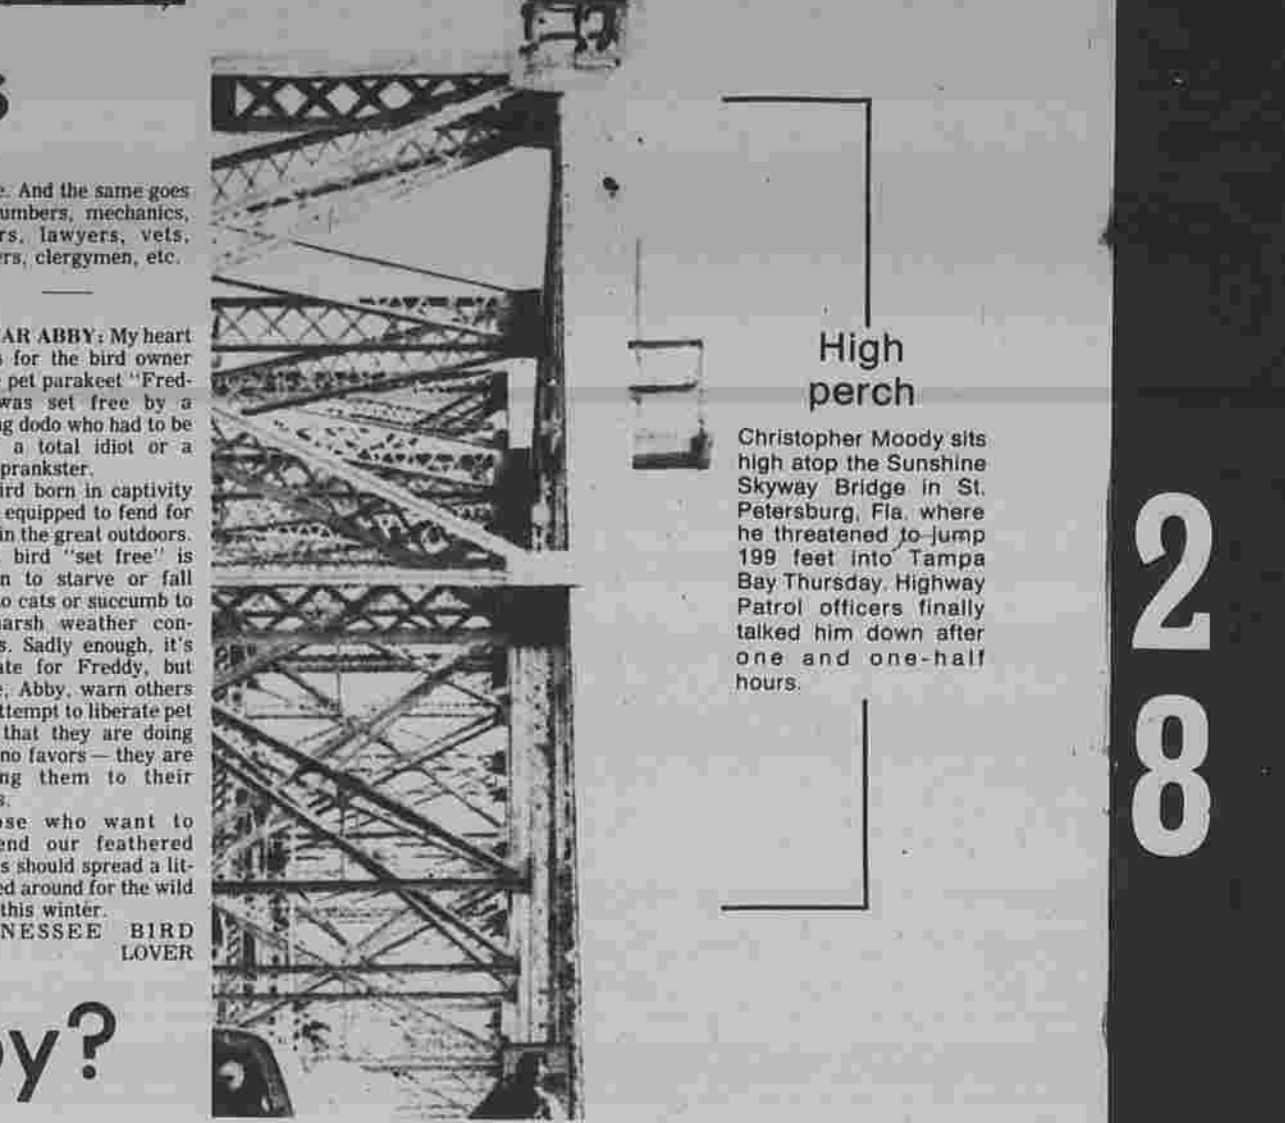 s
e. And the same goes
umbers, mechanics,
rs, lawyers, vets,
ers, clergymen, etc.
AR ABBY: My heart
s for the bird owner
e pet parakeet "Fred-
was set free by a
ng dodo who had to be
a total idiot or a
prankster.
ird born in captivity
equipped to fend for
in the great outdoors.
bird "set free" is
n to starve or fall
to cats or succumb to
harsh weather con-
s. Sadly enough, it's
ate for Freddy, but
e, Abby, warn others
ttempt to liberate pet
that they are doing
no favors — they are
ng them to their
s.
ose who want to
end our feathered
s should spread a lit-
ed around for the wild
this winter.
NESSEE BIRD
LOVER
y?
High
perch
Christopher Moody sits
high atop the Sunshine
Skyway Bridge in St.
Petersburg, Fla. where
he threatened to jump
199 feet into Tampa
Bay Thursday. Highway
Patrol officers finally
talked him down after
one and one-half
hours.
2
8